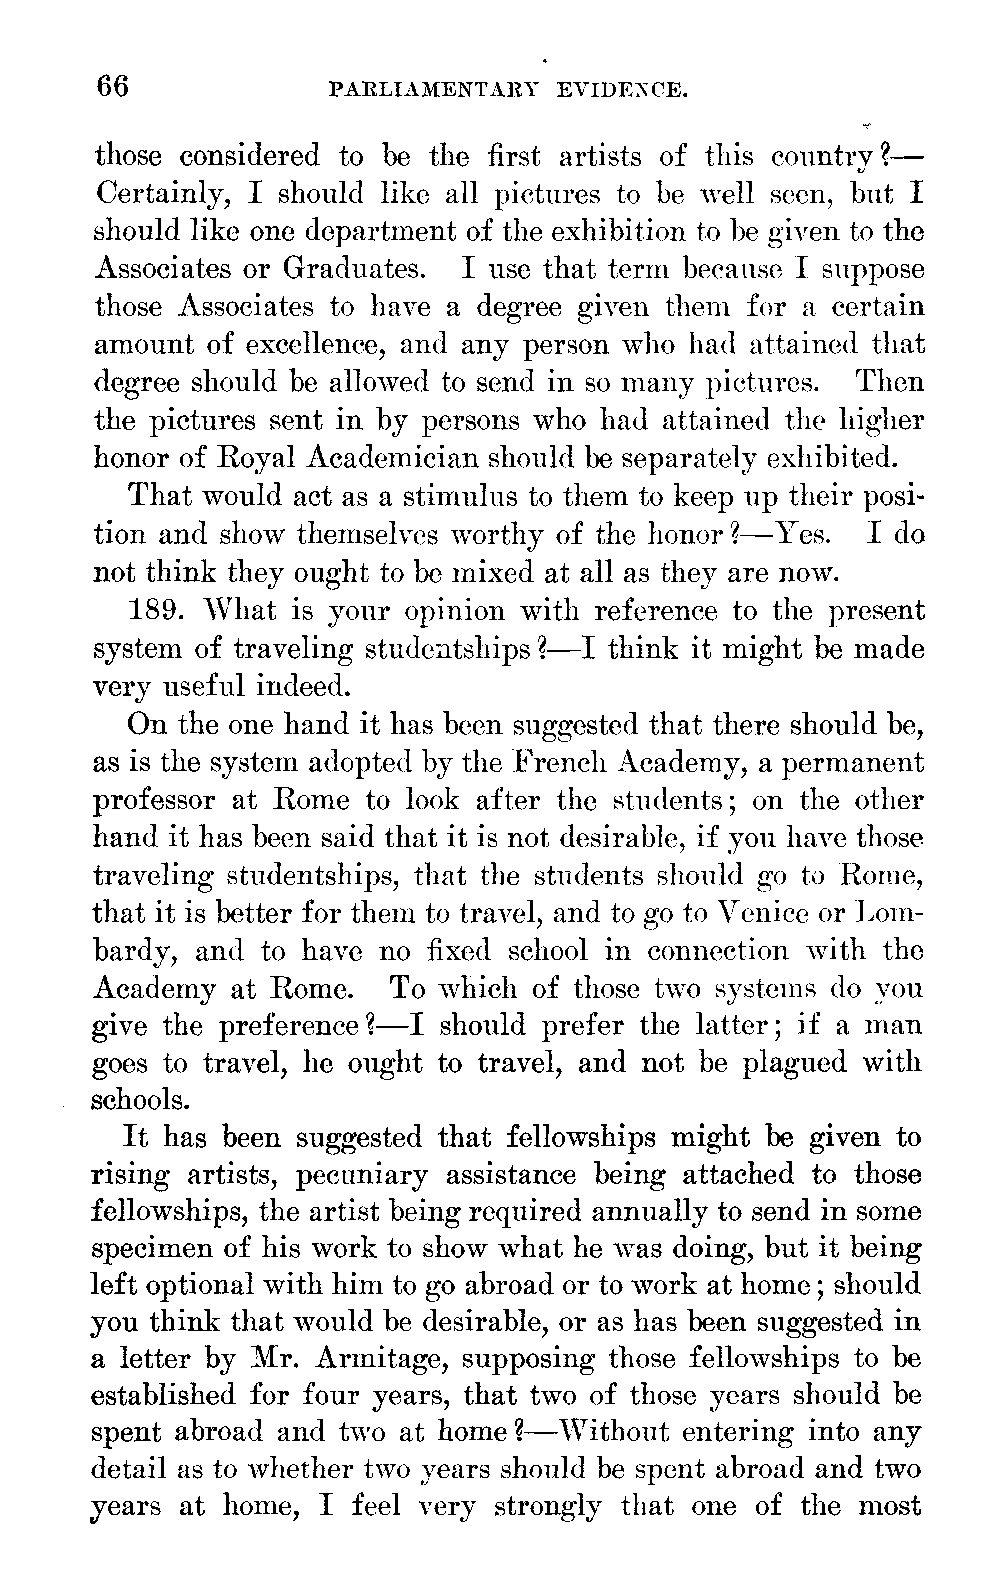 66 PARLIAMENTARY EVIDENCE.
those considered to be the first artists of this country?—
Certainly, I should like all pictures to be well seen, but I
should like one department of the exhibition to be given to the
Associates or Graduates. I use that term because I suppose
those Associates to have a degree given them for a certain
amount of excellence, and any person who had attained that
degree should be allowed to send in so many pictures. Then
the pictures sent in by persons who had attained the higher
honor of Royal Academician should be separately exhibited.
That would act as a stimulus to them to keep up their posi-
tion and show themselves worthy of the honor?—Yes. I do
not think they ought to be mixed at all as they are now.
189. What is your opinion with reference to the present
system of traveling studentships?—I think it might be made
very useful indeed.
On the one hand it has been suggested that there should be,
as is the system adopted by the French Academy, a permanent
professor at Rome to look after the students; on the other
hand it has been said that it is not desirable, if you have those
traveling studentships, that the students should go to Rome,
that it is better for them to travel, and to go to Venice or Lom-
bardy, and to have no fixed school in connection with the
Academy at Rome. To which of those two systems do you
give the preference?—I should prefer the latter; if a man
goes to travel, he ought to travel, and not be plagued with
schools.
It has been suggested that fellowships might be given to
rising artists, pecuniary assistance being attached to those
fellowships, the artist being required annually to send in some
specimen of his work to show what he was doing, but it being
left optional with him to go abroad or to work at home; should
you think that would be desirable, or as has been suggested in
a letter by Mr. Armitage, supposing those fellowships to be
established for four years, that two of those years should be
spent abroad and two at home?—Without entering into any
detail as to whether two years should be spent abroad and two
years at home, I feel very strongly that one of the most